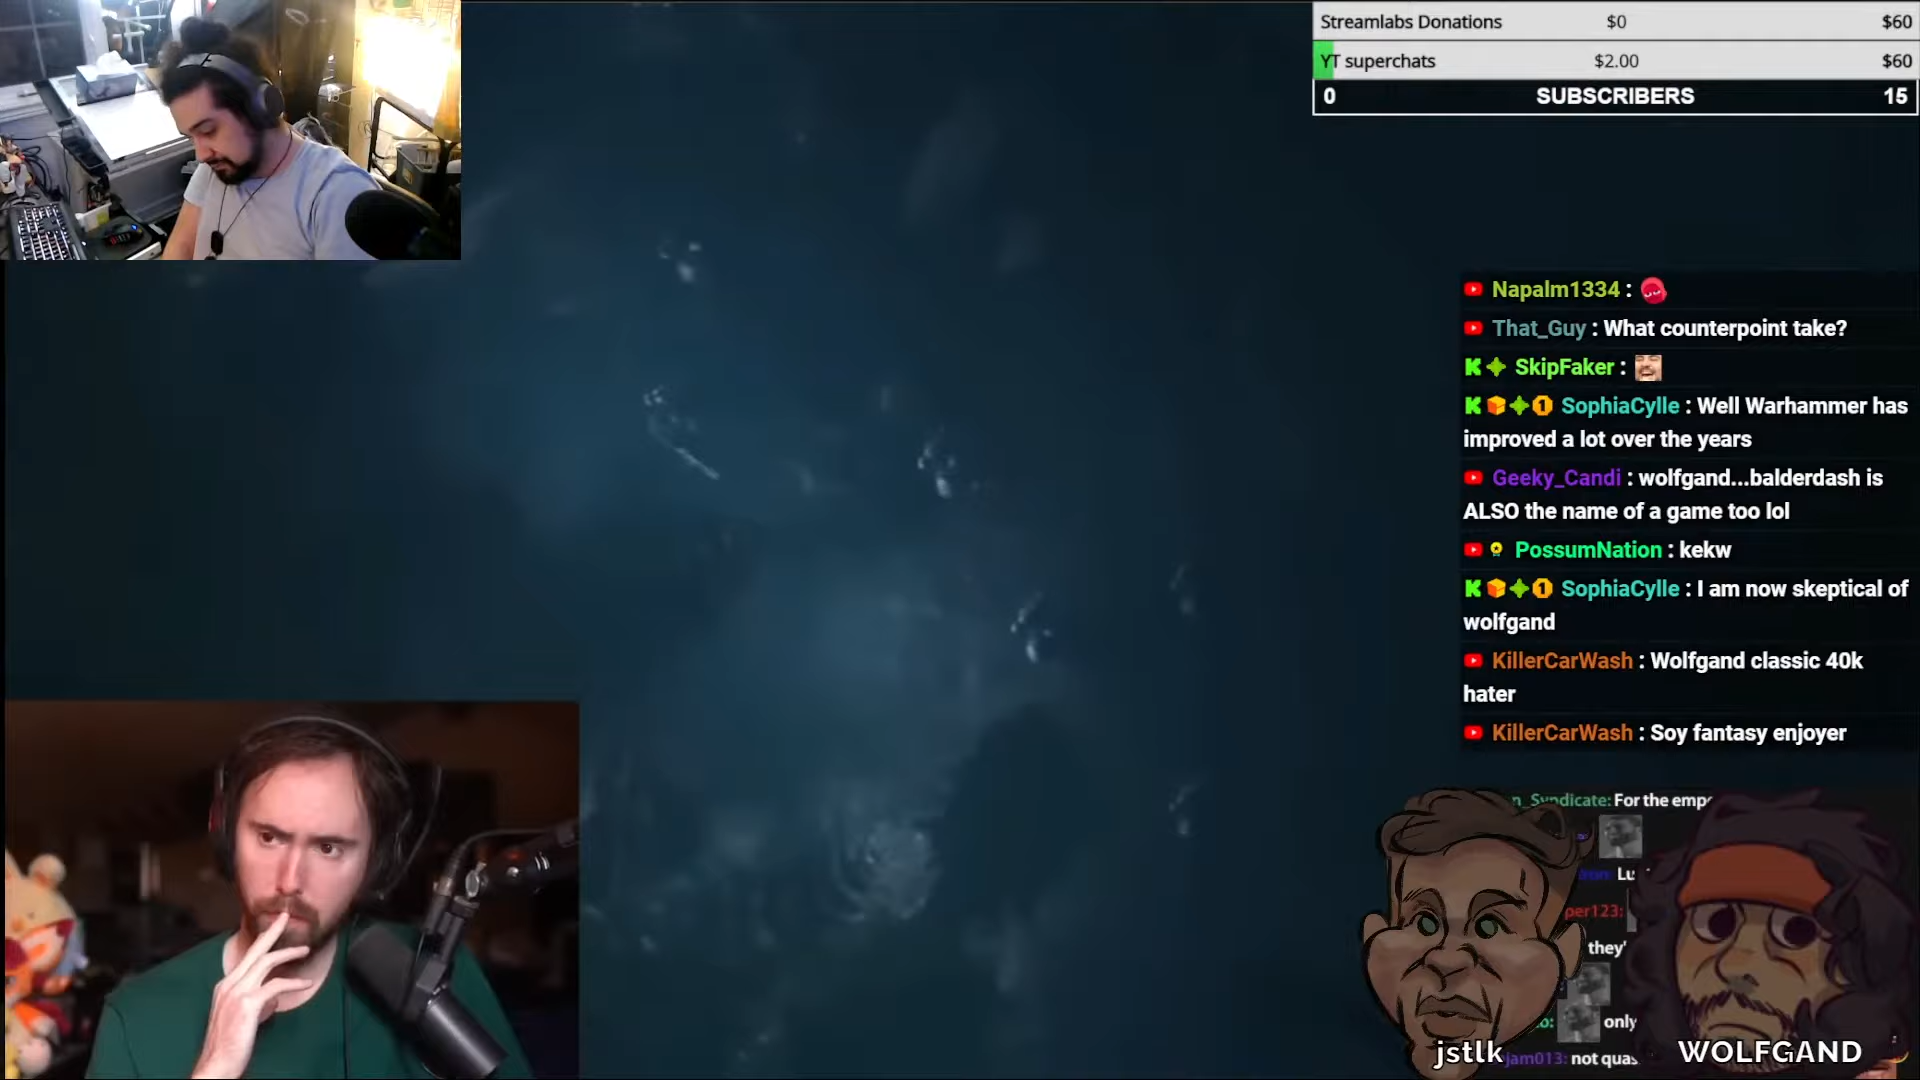 Streamlabs Donations $0 $60
YT superchats $2.00 $60
0 SUBSCRIBERS 15
Napalm1334 :
That_Guy : What counterpoint take?
SkipFaker :
SophiaCylle : Well Warhammer has
improved a lot over the years
Geeky_Candi : wolfgand...balderdash is
ALSO the name of a game too lol
PossumNation : kekw
SophiaCylle : I am now skeptical of
wolfgand
KillerCarWash : Wolfgand classic 40k
hater
KillerCarWash : Soy fantasy enjoyer
n_Syndicate: For the
per123:
they'
only
jam013: not
jstlk
WOLFGAND